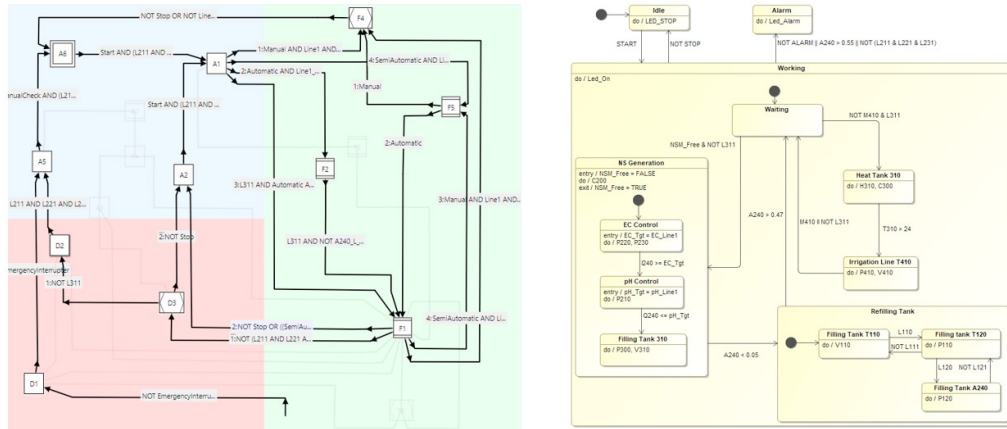 NOT Stop OR NOT Line...
F4
A6
Start AND (L211 AND ...
A1
1:Manual AND Line1 AND...
4:SemiAutomatic AND Li...
2:Automatic AND Line1_...
1:Manual
anualCheck AND (L21...
Start AND (L211 AND ...
F5
2:Automatic
A5
A2
F2
3:L311 AND Automatic A...
3:Manual AND Line1 AND...
L211 AND L221 AND L2...
2:NOT Stop
D2
L311 AND NOT A240_L_...
mergencyInterrupter
1:NOT L311
D3
2:NOT Stop OR ((SemiAu...
F1
4:SemiAutomatic AND Li...
1:NOT (L211 AND L221 A...
D1
NOT EmergencyInterru...
Idle
do / LED_STOP
Alarm
do / Led_Alarm
START
NOT STOP
NOT ALARM || A240 > 0.55 || NOT (L211 & L221 & L231)
Working
do / Led_On
Waiting
NOT M410 & L311
NSM_Free & NOT L311
NS Generation
entry / NSM_Free = FALSE
do / C200
exit / NSM_Free = TRUE
Heat Tank 310
do / H310, C300
A240 > 0.47
M410 || NOT L311
EC Control
entry / EC_Tgt = EC_Line1
do / P220, P230
T310 > 24
I240 >= EC_Tgt
Irrigation Line T410
do / P410, V410
pH Control
entry / pH_Tgt = pH_Line1
do / P210
Q240 <= pH_Tgt
Refilling Tank
Filling Tank 310
do / P300, V310
Filling Tank T110
do / V110
L110
NOT L111
Filling tank T120
do / P110
A240 < 0.05
L120
NOT L121
Filling Tank A240
do / P120